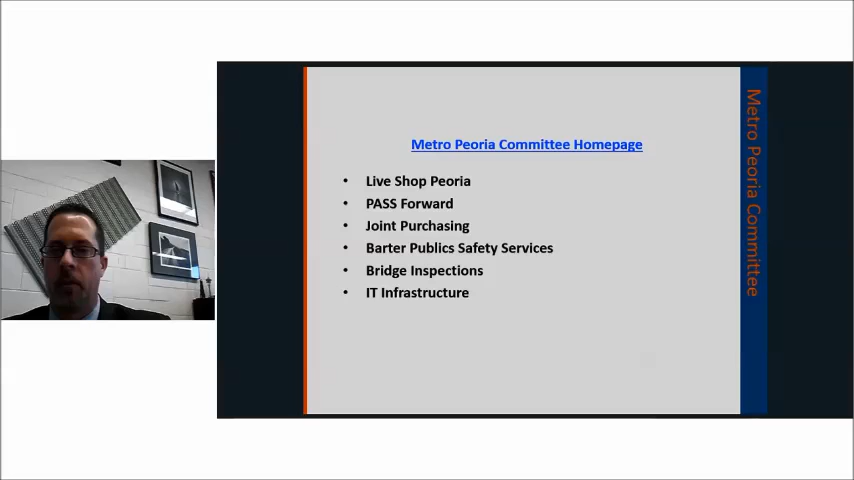 Metro Peoria Committee Homepage
• Live Shop Peoria
• PASS Forward
• Joint Purchasing
• Barter Publics Safety Services
• Bridge Inspections
• IT Infrastructure
Metro Peoria Committee